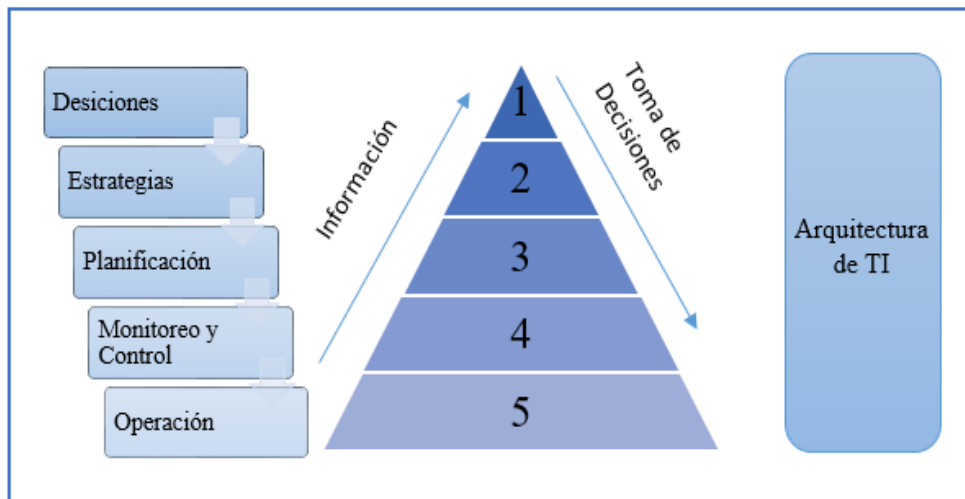 Desiciones
Estrategias
Planificación
Monitoreo y
Control
Operación
Información
1
2
3
4
5
Toma de
Decisiones
Arquitectura
de TI